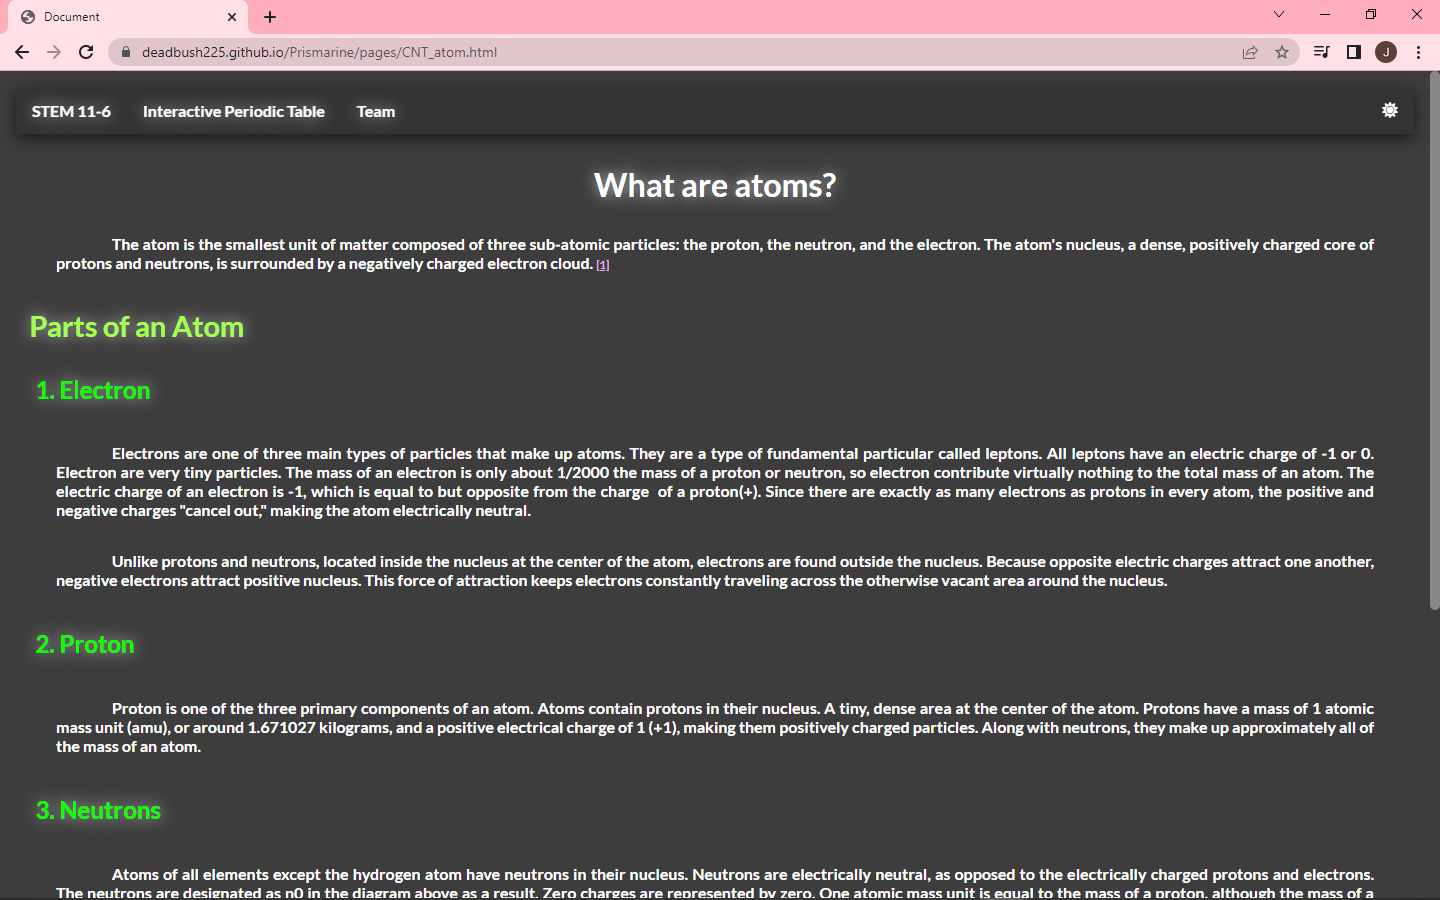 Document
deadbush225.github.io/Prismarine/pages/CNT_atom.html
J
STEM 11-6 Interactive Periodic Table Team
What are atoms?
The atom is the smallest unit of matter composed of three sub-atomic particles: the proton, the neutron, and the electron. The atom's nucleus, a dense, positively charged core of
protons and neutrons, is surrounded by a negatively charged electron cloud. [1]
Parts of an Atom
1. Electron
Electrons are one of three main types of particles that make up atoms. They are a type of fundamental particular called leptons. All leptons have an electric charge of -1 or 0.
Electron are very tiny particles. The mass of an electron is only about 1/2000 the mass of a proton or neutron, so electron contribute virtually nothing to the total mass of an atom. The
electric charge of an electron is -1, which is equal to but opposite from the charge  of a proton(+). Since there are exactly as many electrons as protons in every atom, the positive and
negative charges "cancel out," making the atom electrically neutral.
Unlike protons and neutrons, located inside the nucleus at the center of the atom, electrons are found outside the nucleus. Because opposite electric charges attract one another,
negative electrons attract positive nucleus. This force of attraction keeps electrons constantly traveling across the otherwise vacant area around the nucleus.
2. Proton
Proton is one of the three primary components of an atom. Atoms contain protons in their nucleus. A tiny, dense area at the center of the atom. Protons have a mass of 1 atomic
mass unit (amu), or around 1.671027 kilograms, and a positive electrical charge of 1 (+1), making them positively charged particles. Along with neutrons, they make up approximately all of
the mass of an atom.
3. Neutrons
Atoms of all elements except the hydrogen atom have neutrons in their nucleus. Neutrons are electrically neutral, as opposed to the electrically charged protons and electrons.
The neutrons are designated as n0 in the diagram above as a result. Zero charges are represented by zero. One atomic mass unit is equal to the mass of a proton, although the mass of a